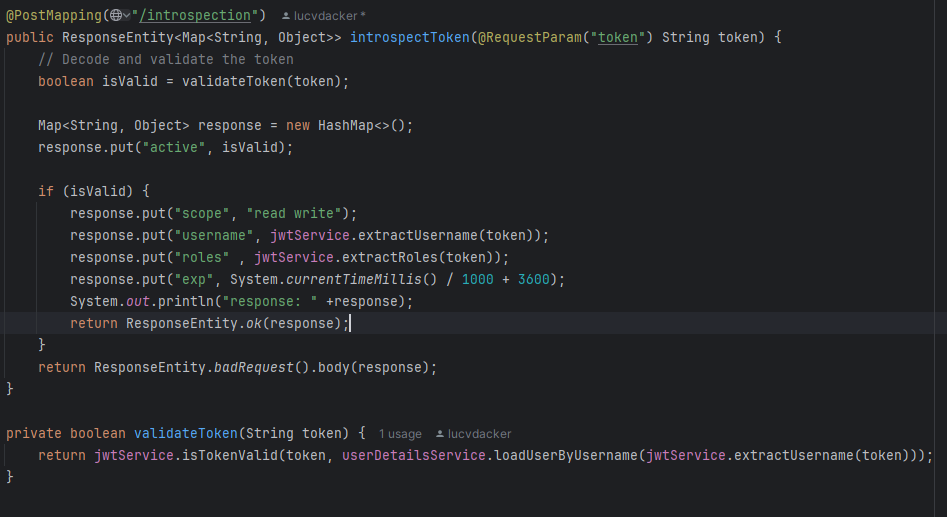 @PostMapping("/introspection") lucvdacker *
public ResponseEntity<Map<String, Object>> introspectToken(@RequestParam("token") String token) {
    // Decode and validate the token
    boolean isValid = validateToken(token);

    Map<String, Object> response = new HashMap<>();
    response.put("active", isValid);

    if (isValid) {
        response.put("scope", "read write");
        response.put("username", jwtService.extractUsername(token));
        response.put("roles" , jwtService.extractRoles(token));
        response.put("exp", System.currentTimeMillis() / 1000 + 3600);
        System.out.println("response: " +response);
        return ResponseEntity.ok(response);
    }
    return ResponseEntity.badRequest().body(response);
}

private boolean validateToken(String token) { 1 usage lucvdacker
    return jwtService.isTokenValid(token, userDetailsService.loadUserByUsername(jwtService.extractUsername(token)));
}